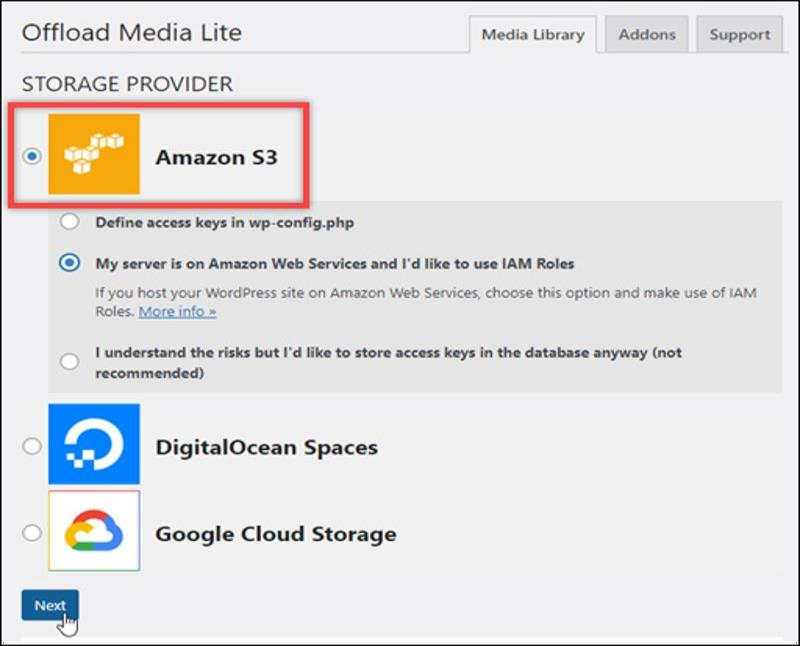 Offload Media Lite
Media Library
Addons
Support
STORAGE PROVIDER
Amazon S3
Define access keys in wp-config.php
My server is on Amazon Web Services and I'd like to use IAM Roles
If you host your WordPress site on Amazon Web Services, choose this option and make use of IAM
Roles. More info »
I understand the risks but I'd like to store access keys in the database anyway (not
recommended)
DigitalOcean Spaces
Google Cloud Storage
Next